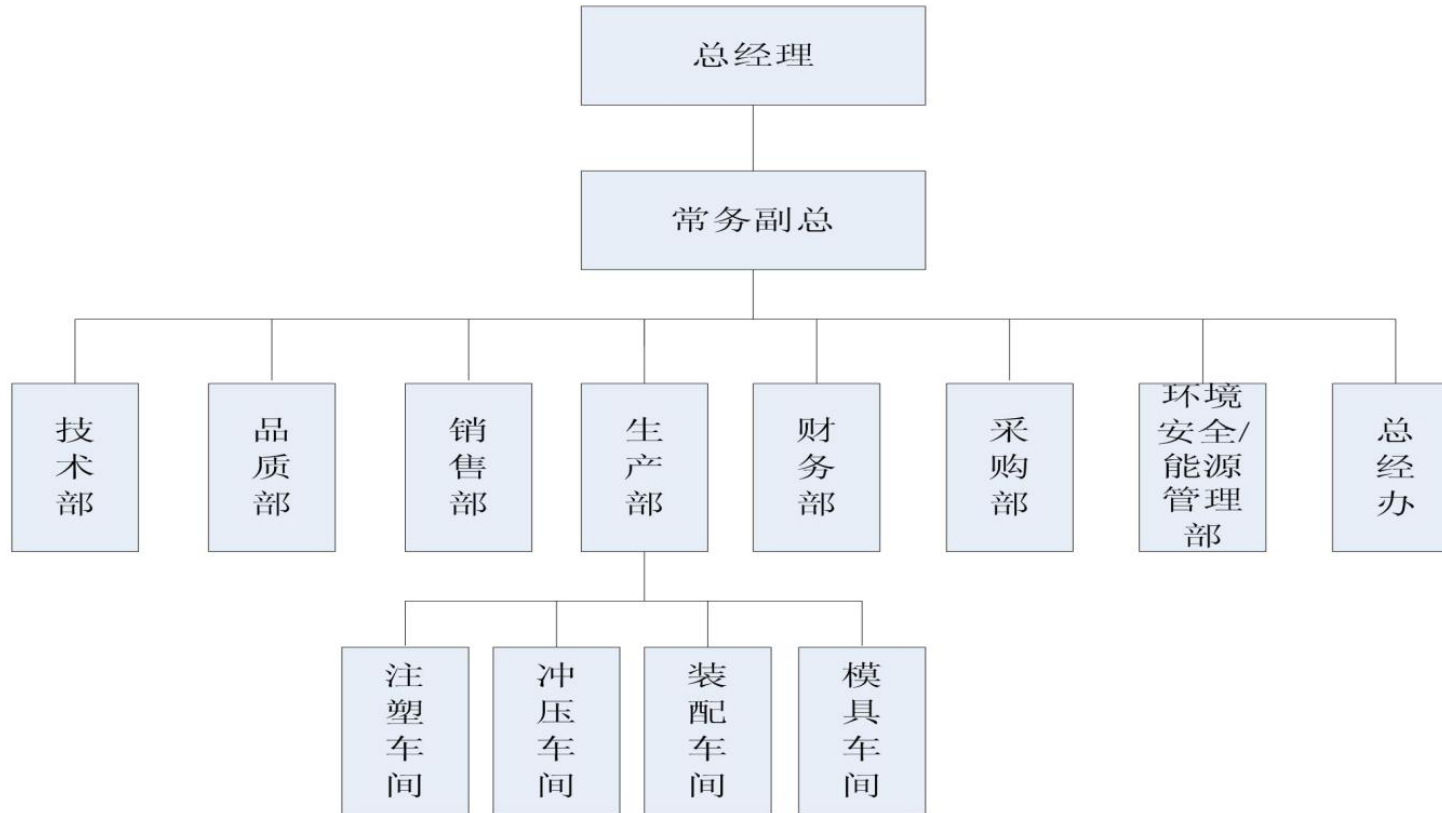 总经理
常务副总
技术部
品质部
销售部
生产部
财务部
采购部
环境
安全/
能源
管理
部
总经办
注塑车间
冲压车间
装配车间
模具车间